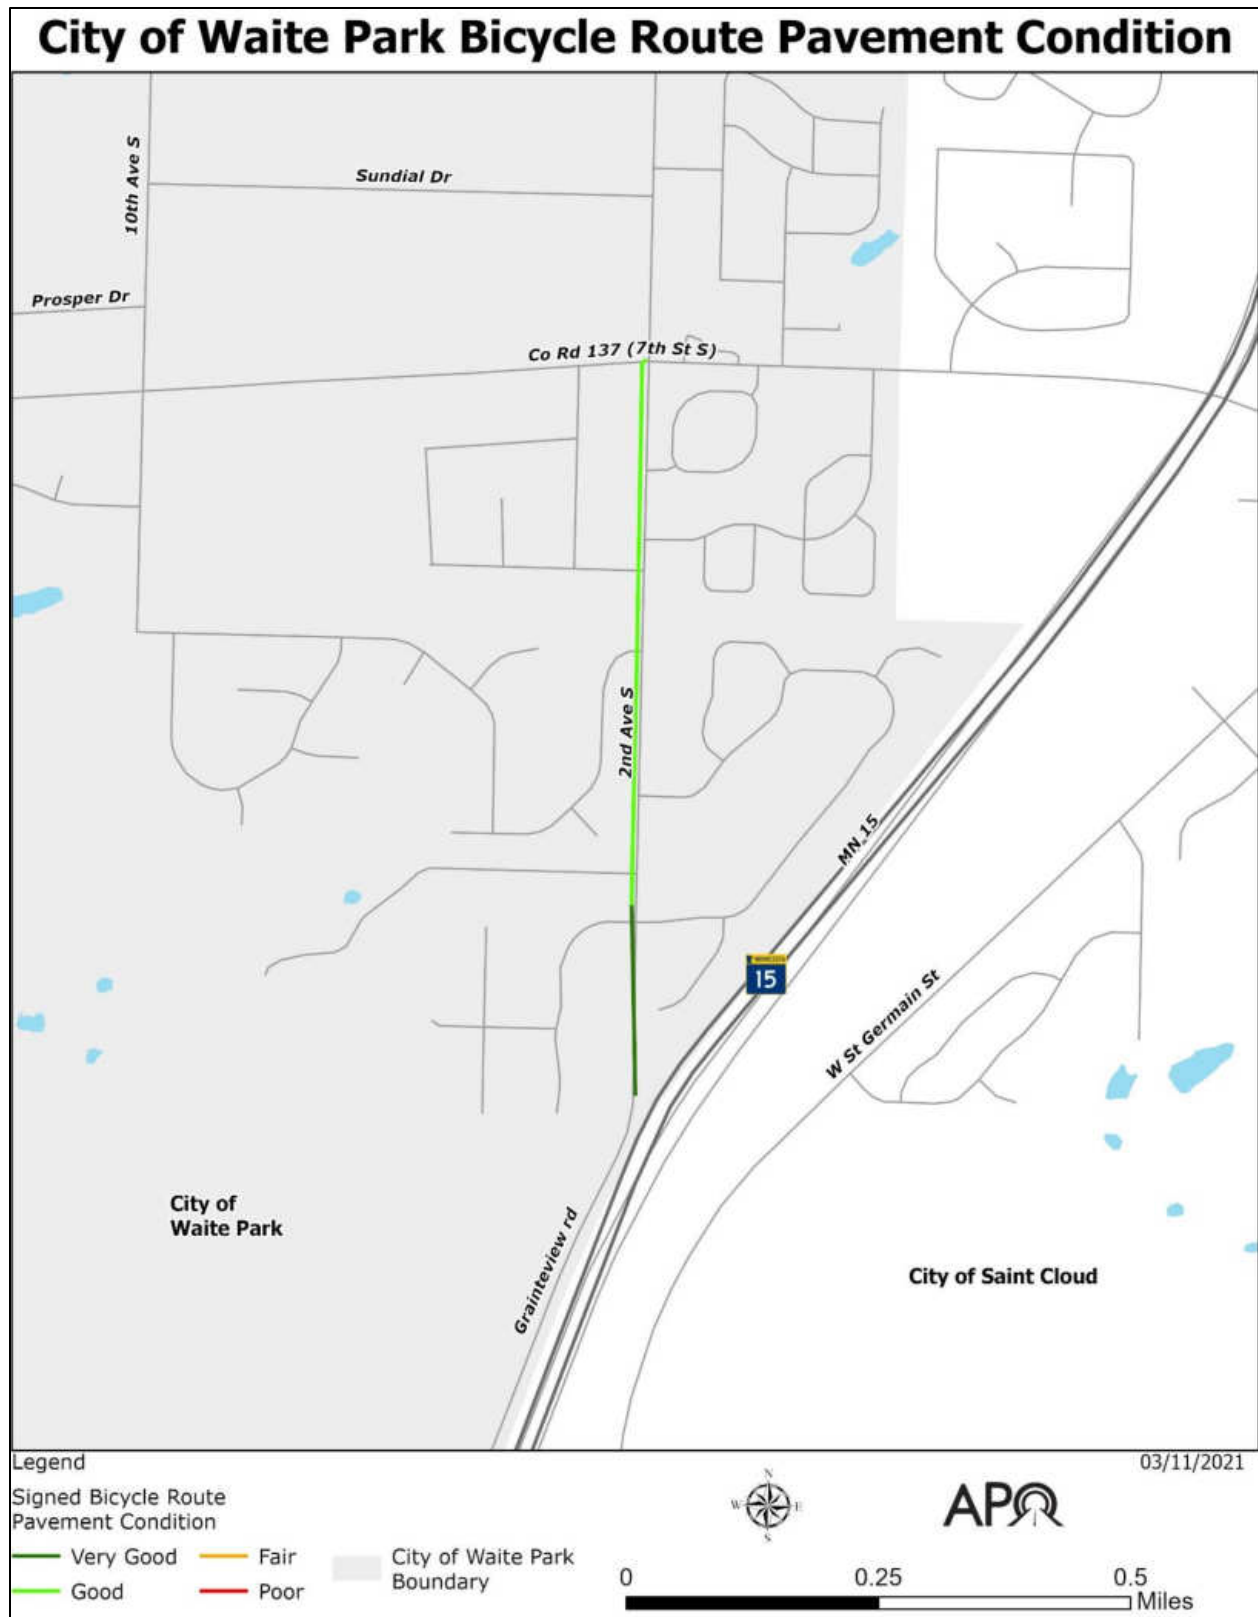 City of Waite Park Bicycle Route Pavement Condition
10th Ave S
Sundial Dr
Prosper Dr
Co Rd 137 (7th St S)
2nd Ave S
MN 15
MINNESOTA
15
W St Germain St
City of
Waite Park
Grainteview rd
City of Saint Cloud
Legend
03/11/2021
Signed Bicycle Route
Pavement Condition
Very Good
Fair
Good
Poor
City of Waite Park
Boundary
N
W
E
S
APO
0
0.25
0.5
Miles